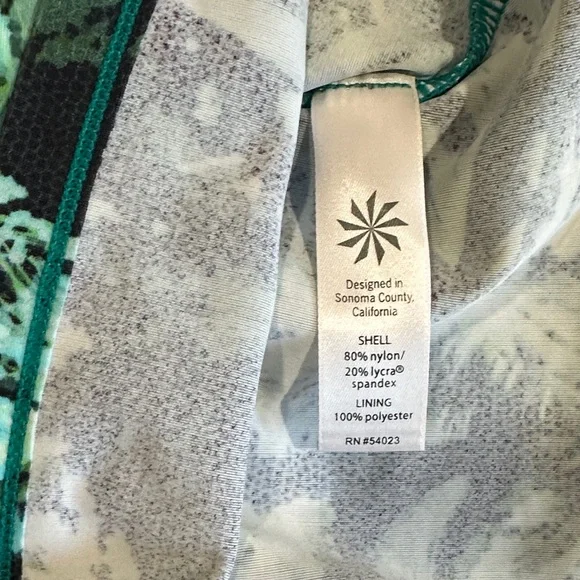 Designed in
Sonoma County,
California
SHELL
80% nylon/
20% lycra®
spandex
LINING
100% polyester
RN #54023